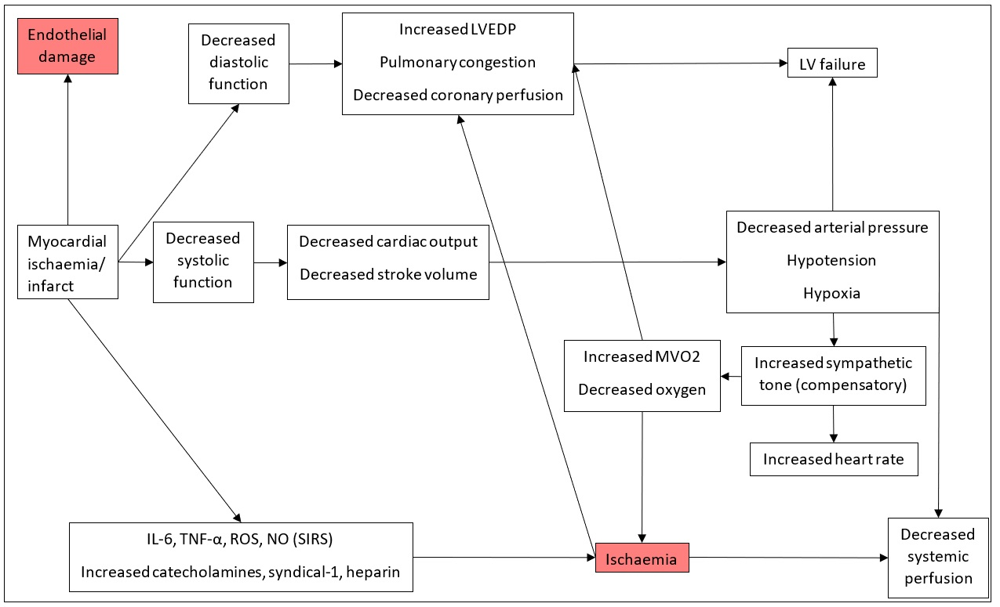 Endothelial
damage
Decreased
diastolic
function
Increased LVEDP
Pulmonary congestion
Decreased coronary perfusion
LV failure
Myocardial
ischaemia/
infarct
Decreased
systolic
function
Decreased cardiac output
Decreased stroke volume
Decreased arterial pressure
Hypotension
Hypoxia
Increased MVO2
Decreased oxygen
Increased sympathetic
tone (compensatory)
Increased heart rate
IL-6, TNF-α, ROS, NO (SIRS)
Increased catecholamines, syndical-1, heparin
Ischaemia
Decreased
systemic
perfusion